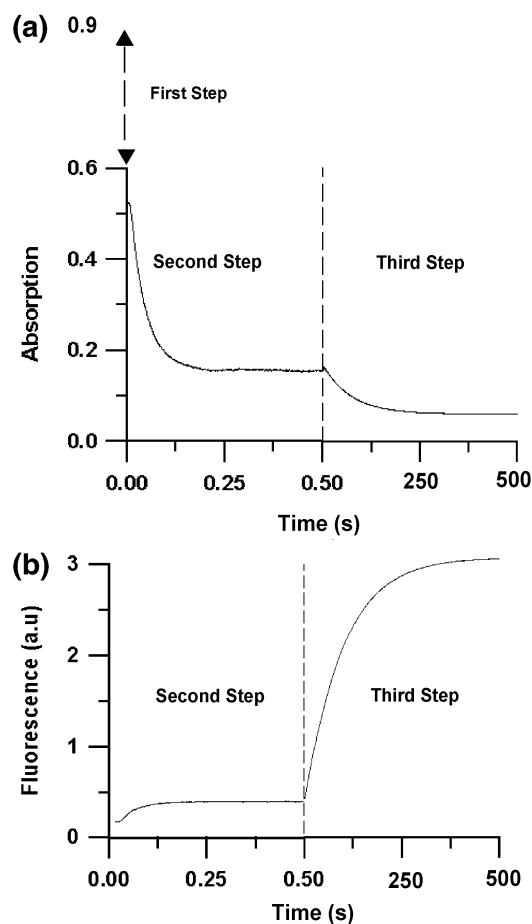 (a)
0.9
First Step
0.6
Second Step Third Step
0.4
0.2
0.0
Absorption
0.00 0.25 0.50 250 500
Time (s)
(b)
3
Second Step Third Step
2
1
0
Fluorescence (a.u)
0.00 0.25 0.50 250 500
Time (s)